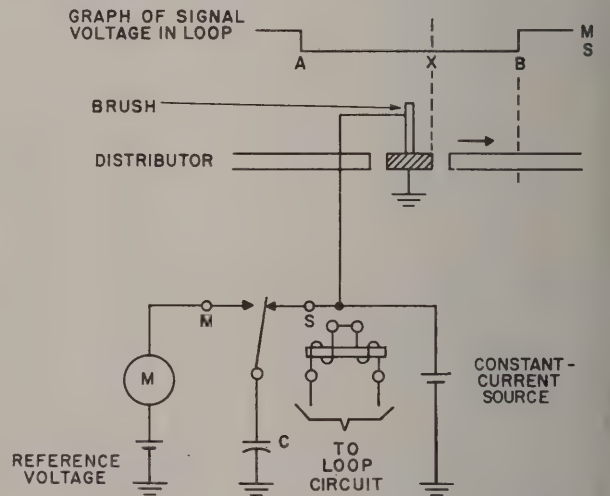 GRAPH OF SIGNAL
VOLTAGE IN LOOP
M
S
A
X
B
BRUSH
DISTRIBUTOR
M
S
M
C
CONSTANT-
CURRENT
SOURCE
REFERENCE
VOLTAGE
TO
LOOP
CIRCUIT